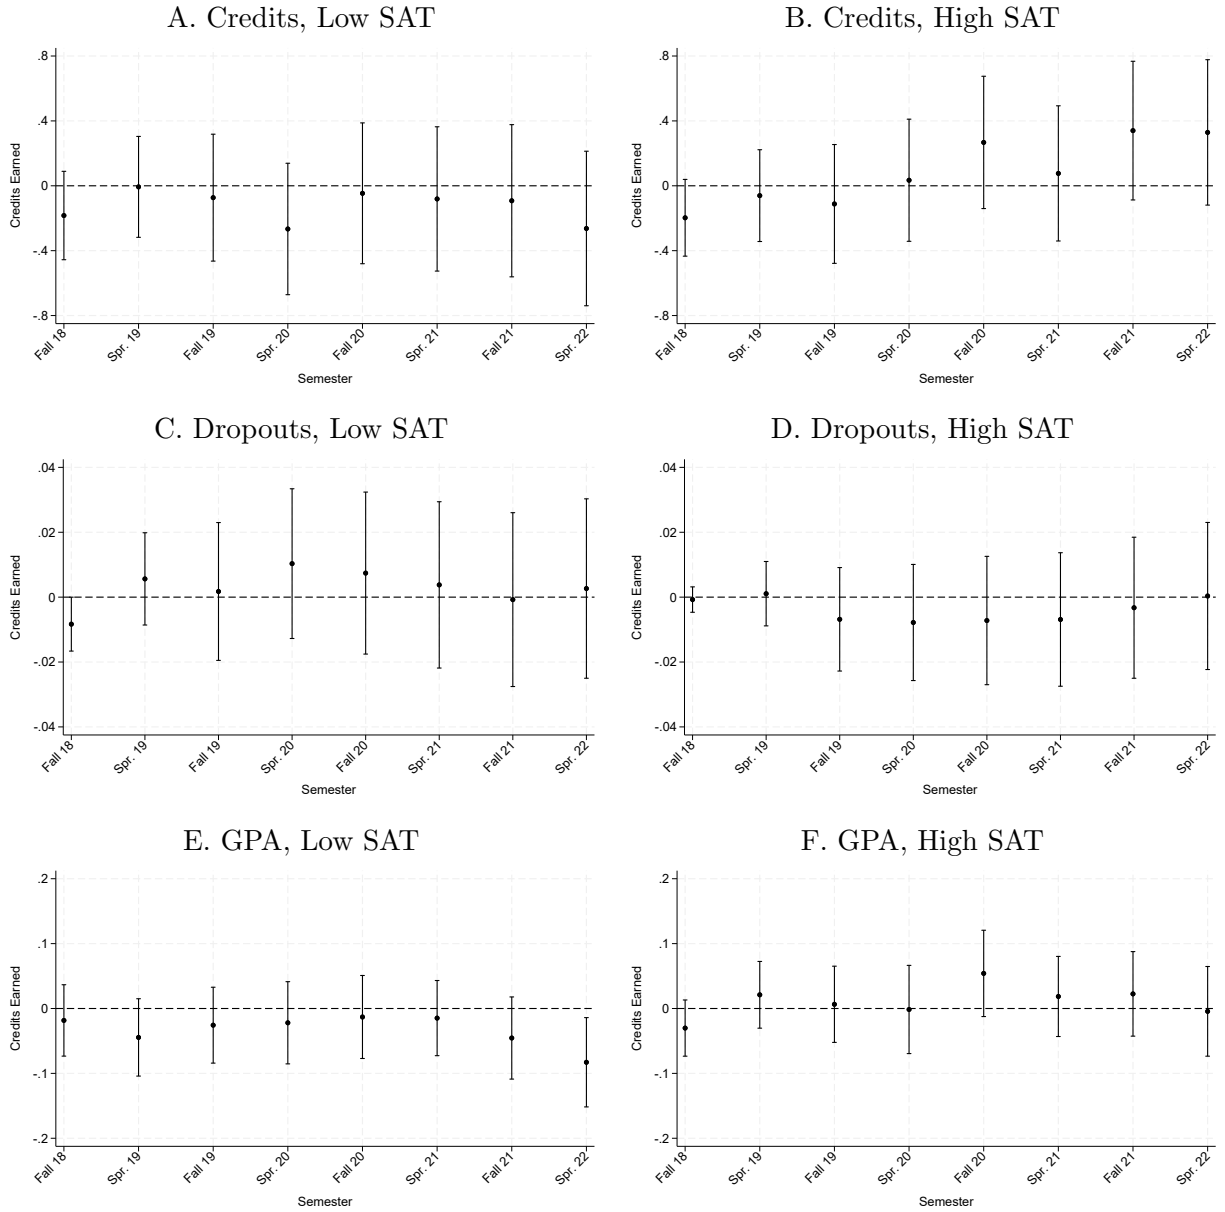 A. Credits, Low SAT
Credits Earned
.8
.4
0
-.4
-.8
Fall 18
Spr. 19
Fall 19
Spr. 20
Fall 20
Spr. 21
Fall 21
Spr. 22
Semester
B. Credits, High SAT
Credits Earned
.8
.4
0
-.4
-.8
Fall 18
Spr. 19
Fall 19
Spr. 20
Fall 20
Spr. 21
Fall 21
Spr. 22
Semester
C. Dropouts, Low SAT
Credits Earned
.04
.02
0
-.02
-.04
Fall 18
Spr. 19
Fall 19
Spr. 20
Fall 20
Spr. 21
Fall 21
Spr. 22
Semester
D. Dropouts, High SAT
Credits Earned
.04
.02
0
-.02
-.04
Fall 18
Spr. 19
Fall 19
Spr. 20
Fall 20
Spr. 21
Fall 21
Spr. 22
Semester
E. GPA, Low SAT
Credits Earned
.2
.1
0
-.1
-.2
Fall 18
Spr. 19
Fall 19
Spr. 20
Fall 20
Spr. 21
Fall 21
Spr. 22
Semester
F. GPA, High SAT
Credits Earned
.2
.1
0
-.1
-.2
Fall 18
Spr. 19
Fall 19
Spr. 20
Fall 20
Spr. 21
Fall 21
Spr. 22
Semester